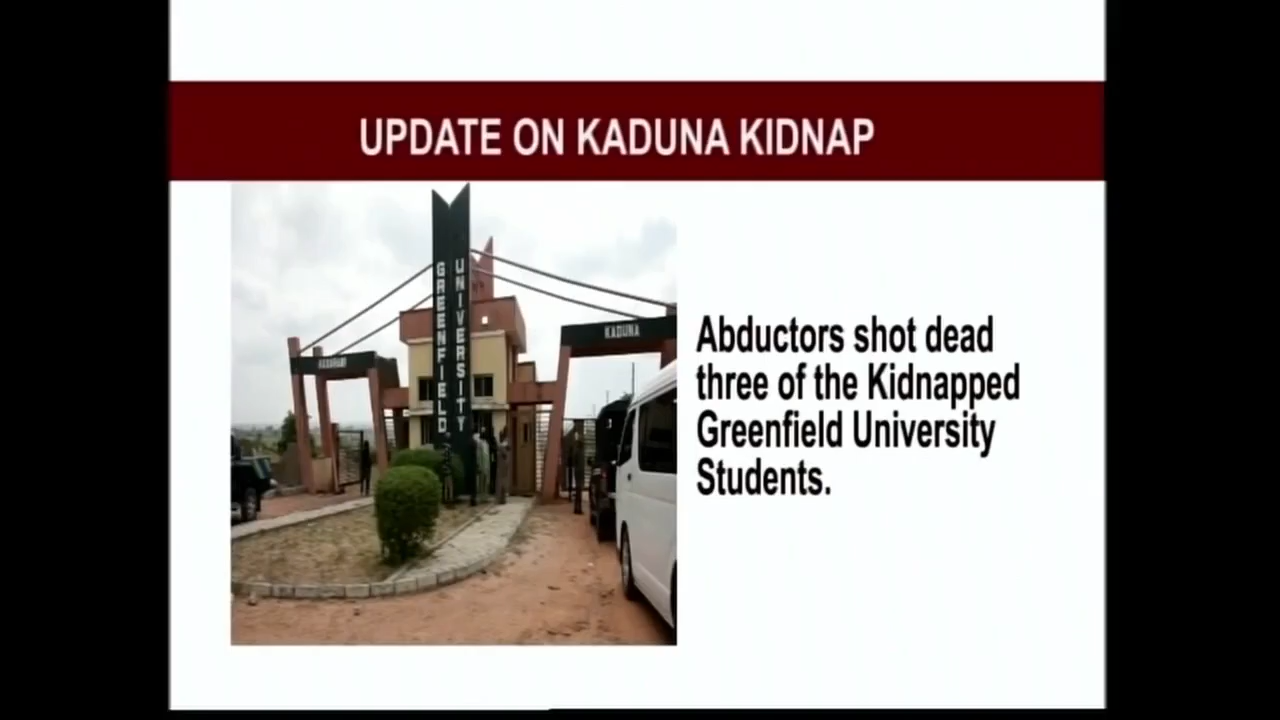 UPDATE ON KADUNA KIDNAP
GREENFIELD
UNIVERSITY
KADUNA
Abductors shot dead
three of the Kidnapped
Greenfield University
Students.